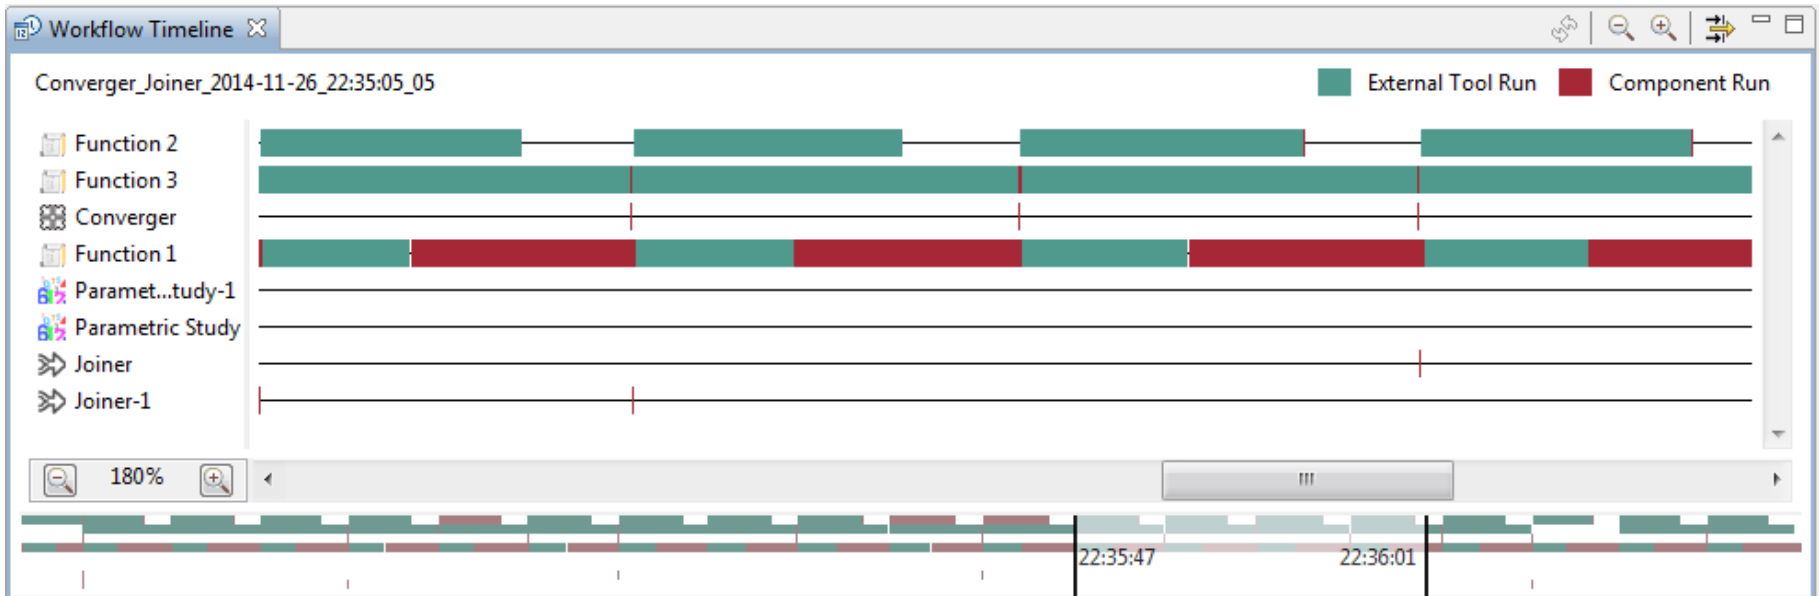 Workflow Timeline
Converger_Joiner_2014-11-26_22:35:05_05
External Tool Run
Component Run
Function 2
Function 3
Converger
Function 1
Paramet...tudy-1
Parametric Study
Joiner
Joiner-1
180%
22:35:47
22:36:01